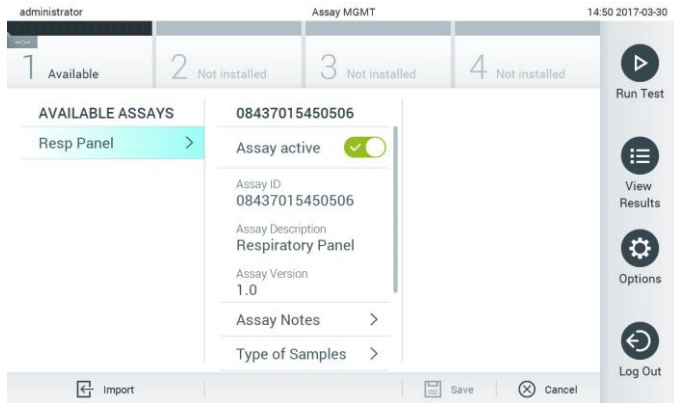 administrator Assay MGMT 14:50 2017-03-30
1 Available 2 Not installed 3 Not installed 4 Not installed
Run Test
AVAILABLE ASSAYS
Resp Panel
08437015450506
Assay active
Assay ID
08437015450506
Assay Description
Respiratory Panel
Assay Version
1.0
Assay Notes
Type of Samples
View
Results
Options
Log Out
Import Save Cancel